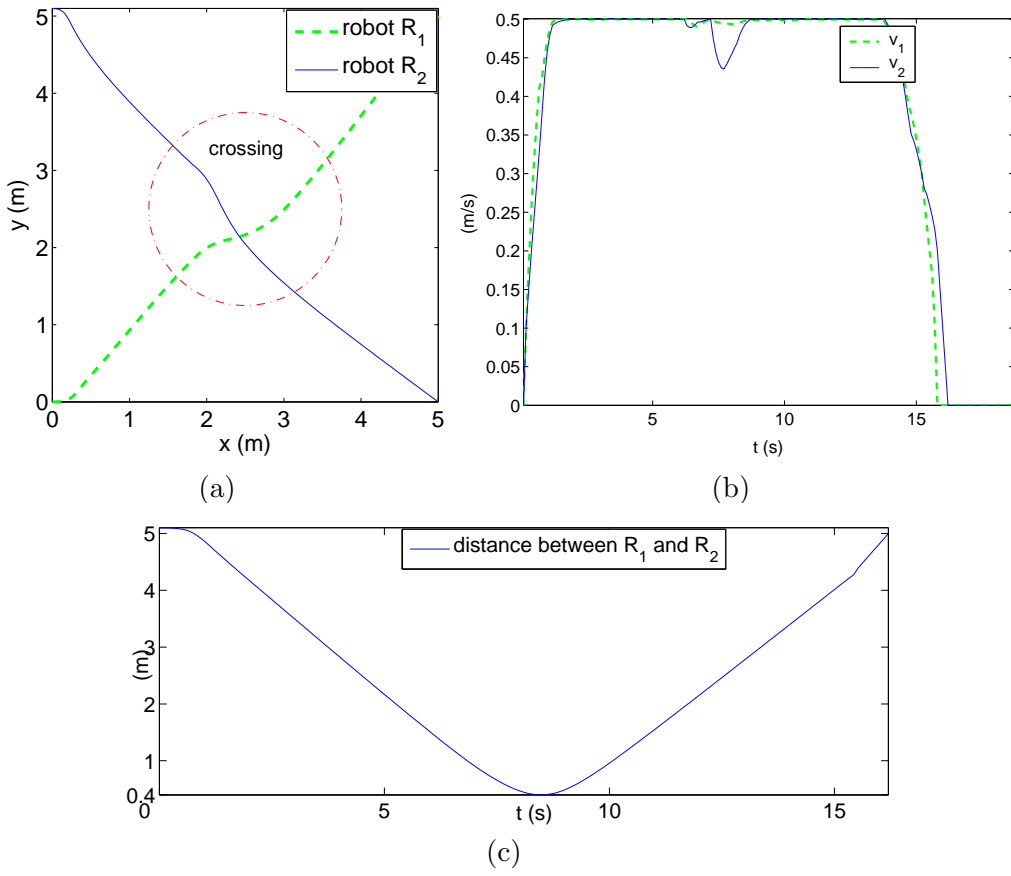 5
4
3
2
1
0
y (m)
robot R1
robot R2
crossing
0
1
2
3
4
5
x (m)
(a)
0.5
0.45
0.4
0.35
0.3
0.25
0.2
0.15
0.1
0.05
0
(m/s)
v1
v2
5
10
15
t (s)
(b)
5
4
3
2
1
0.4
(m)
distance between R1 and R2
0
5
10
15
t (s)
(c)